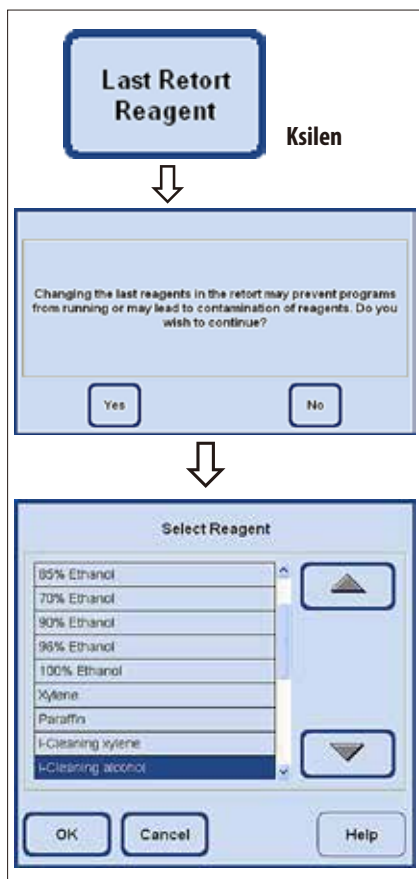 Last Retort
Reagent
Ksilen
Changing the last reagents in the retort may prevent programs
from running or may lead to contamination of reagents. Do you
wish to continue?
Yes
No
Select Reagent
85% Ethanol
70% Ethanol
90% Ethanol
96% Ethanol
100% Ethanol
Xylene
Paraffin
I-Cleaning xylene
I-Cleaning alcohol
OK
Cancel
Help